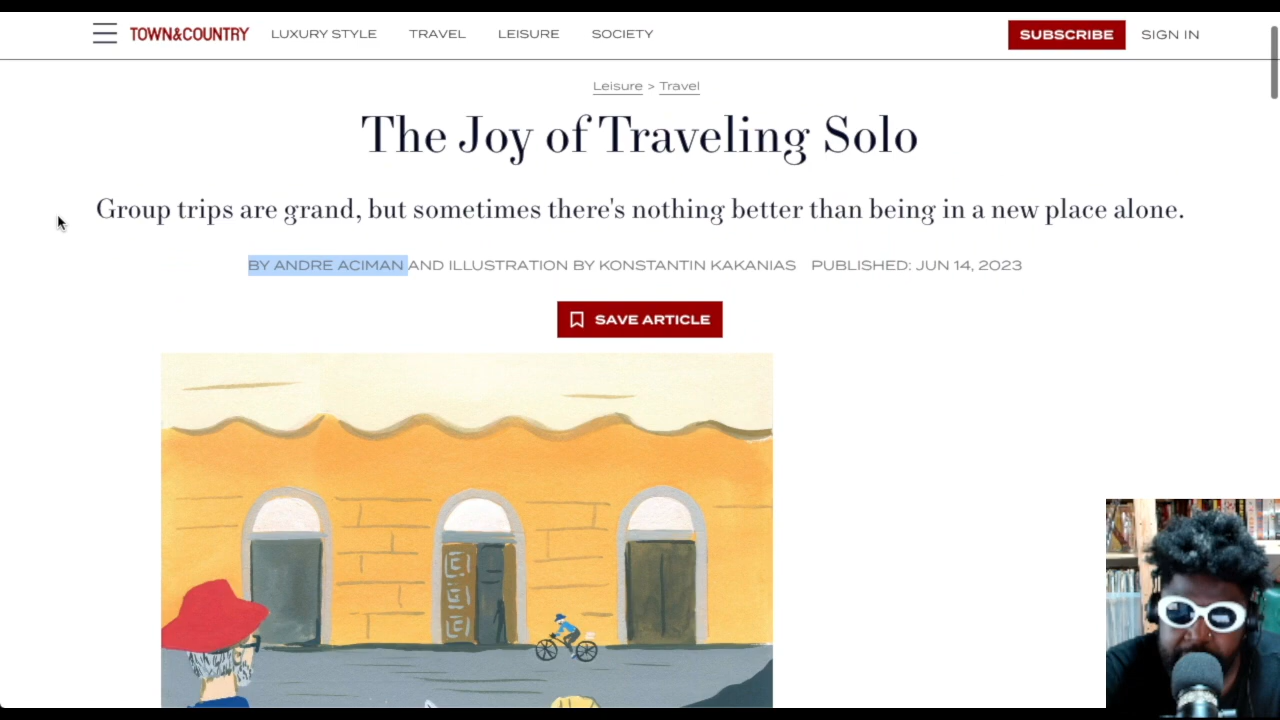 TOWN&COUNTRY LUXURY STYLE TRAVEL LEISURE SOCIETY SUBSCRIBE SIGN IN
Leisure > Travel
The Joy of Traveling Solo
Group trips are grand, but sometimes there's nothing better than being in a new place alone.
BY ANDRE ACIMAN AND ILLUSTRATION BY KONSTANTIN KAKANIAS PUBLISHED: JUN 14, 2023
SAVE ARTICLE